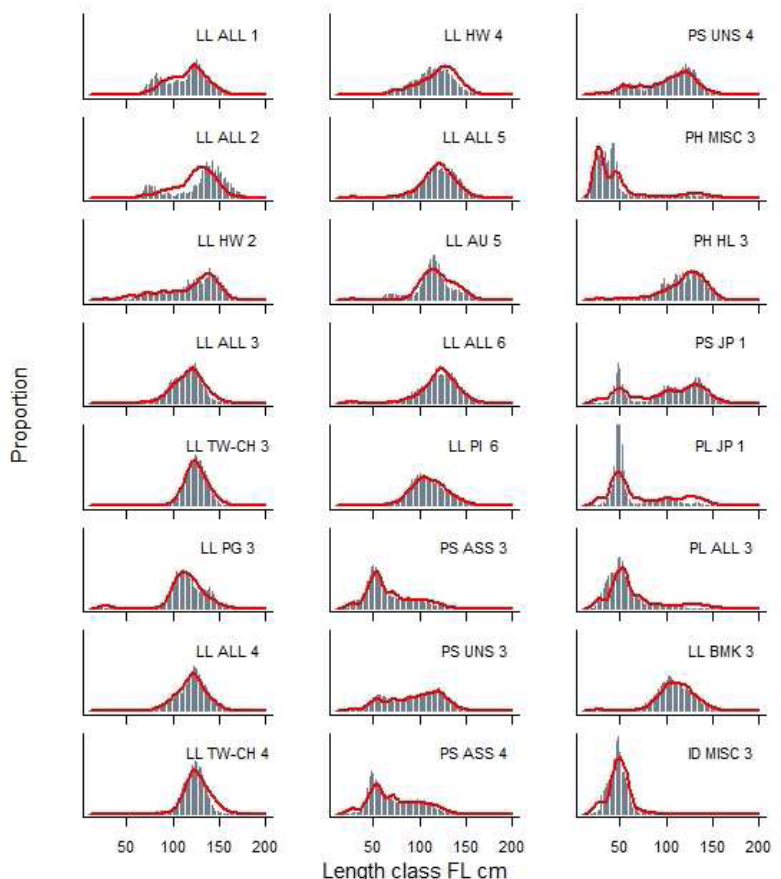 LL ALL 1
LL HW 4
PS UNS 4
LL ALL 2
LL ALL 5
PH MISC 3
LL HW 2
LL AU 5
PH HL 3
LL ALL 3
LL ALL 6
PS JP 1
LL TW-CH 3
LL PI 6
PL JP 1
LL PG 3
PS ASS 3
PL ALL 3
LL ALL 4
PS UNS 3
LL BMK 3
LL TW-CH 4
PS ASS 4
ID MISC 3
Proportion
50 100 150 200
50 100 150 200
50 100 150 200
Length class FL cm